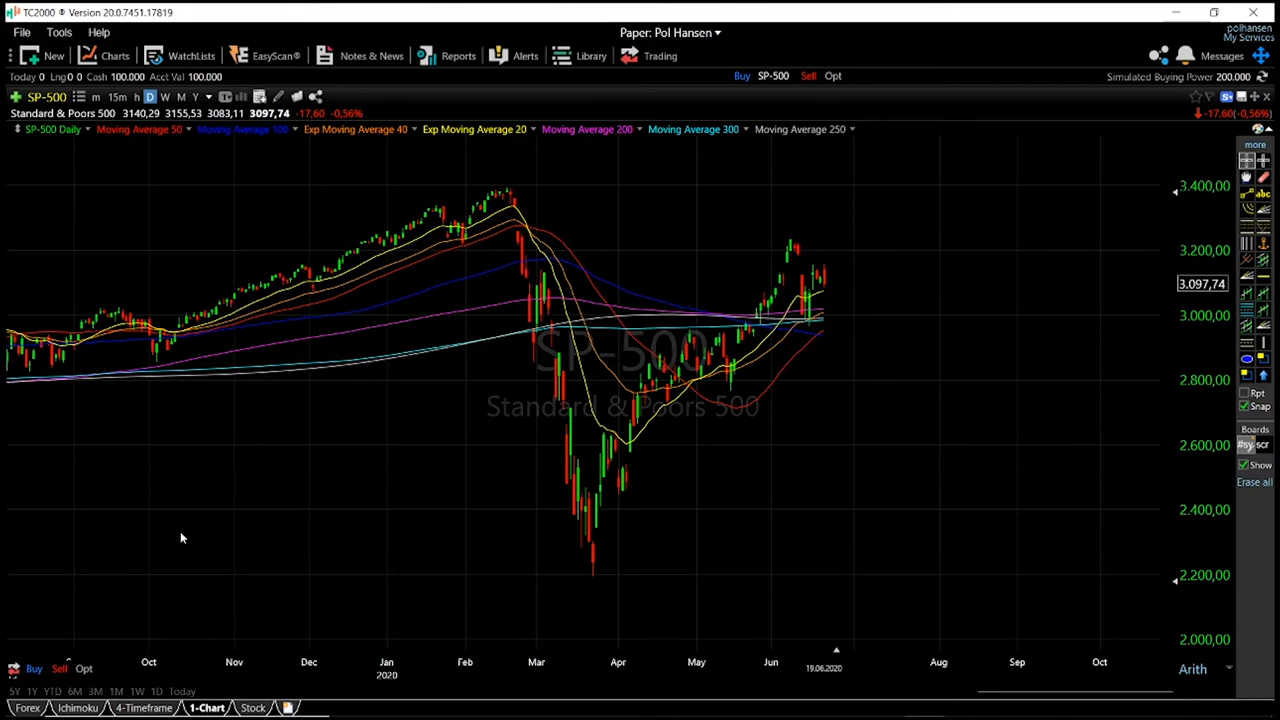 TC2000 ® Version 20.0.7451.17819
File Tools Help
Paper: Pol Hansen
polhansen
My Services
New Charts WatchLists EasyScan® Notes & News Reports Alerts Library Trading Messages
Today 0 Lng 0 0 Cash 100.000 Acct Val 100.000
Buy SP-500 Sell Opt
Simulated Buying Power 200.000
SP-500 m 15m h D W M Y
Standard & Poors 500 3140,29 3155,53 3083,11 3097,74 -17,60 -0,56%
-17,60(-0,56%)
SP-500 Daily Moving Average 50 Moving Average 100 Exp Moving Average 40 Exp Moving Average 20 Moving Average 200 Moving Average 300 Moving Average 250
more
abc
3.400,00
3.200,00
3.097,74
3.000,00
2.800,00
2.600,00
2.400,00
2.200,00
2.000,00
SP-500
Standard & Poors 500
Rpt
Snap
Boards
#sy scr
Show
Erase all
Oct Nov Dec Jan Feb Mar Apr May Jun Aug Sep Oct
2020
19.06.2020
Arith
Buy Sell Opt
5Y 1Y YTD 6M 3M 1M 1W 1D Today
Forex Ichimoku 4-Timeframe 1-Chart Stock